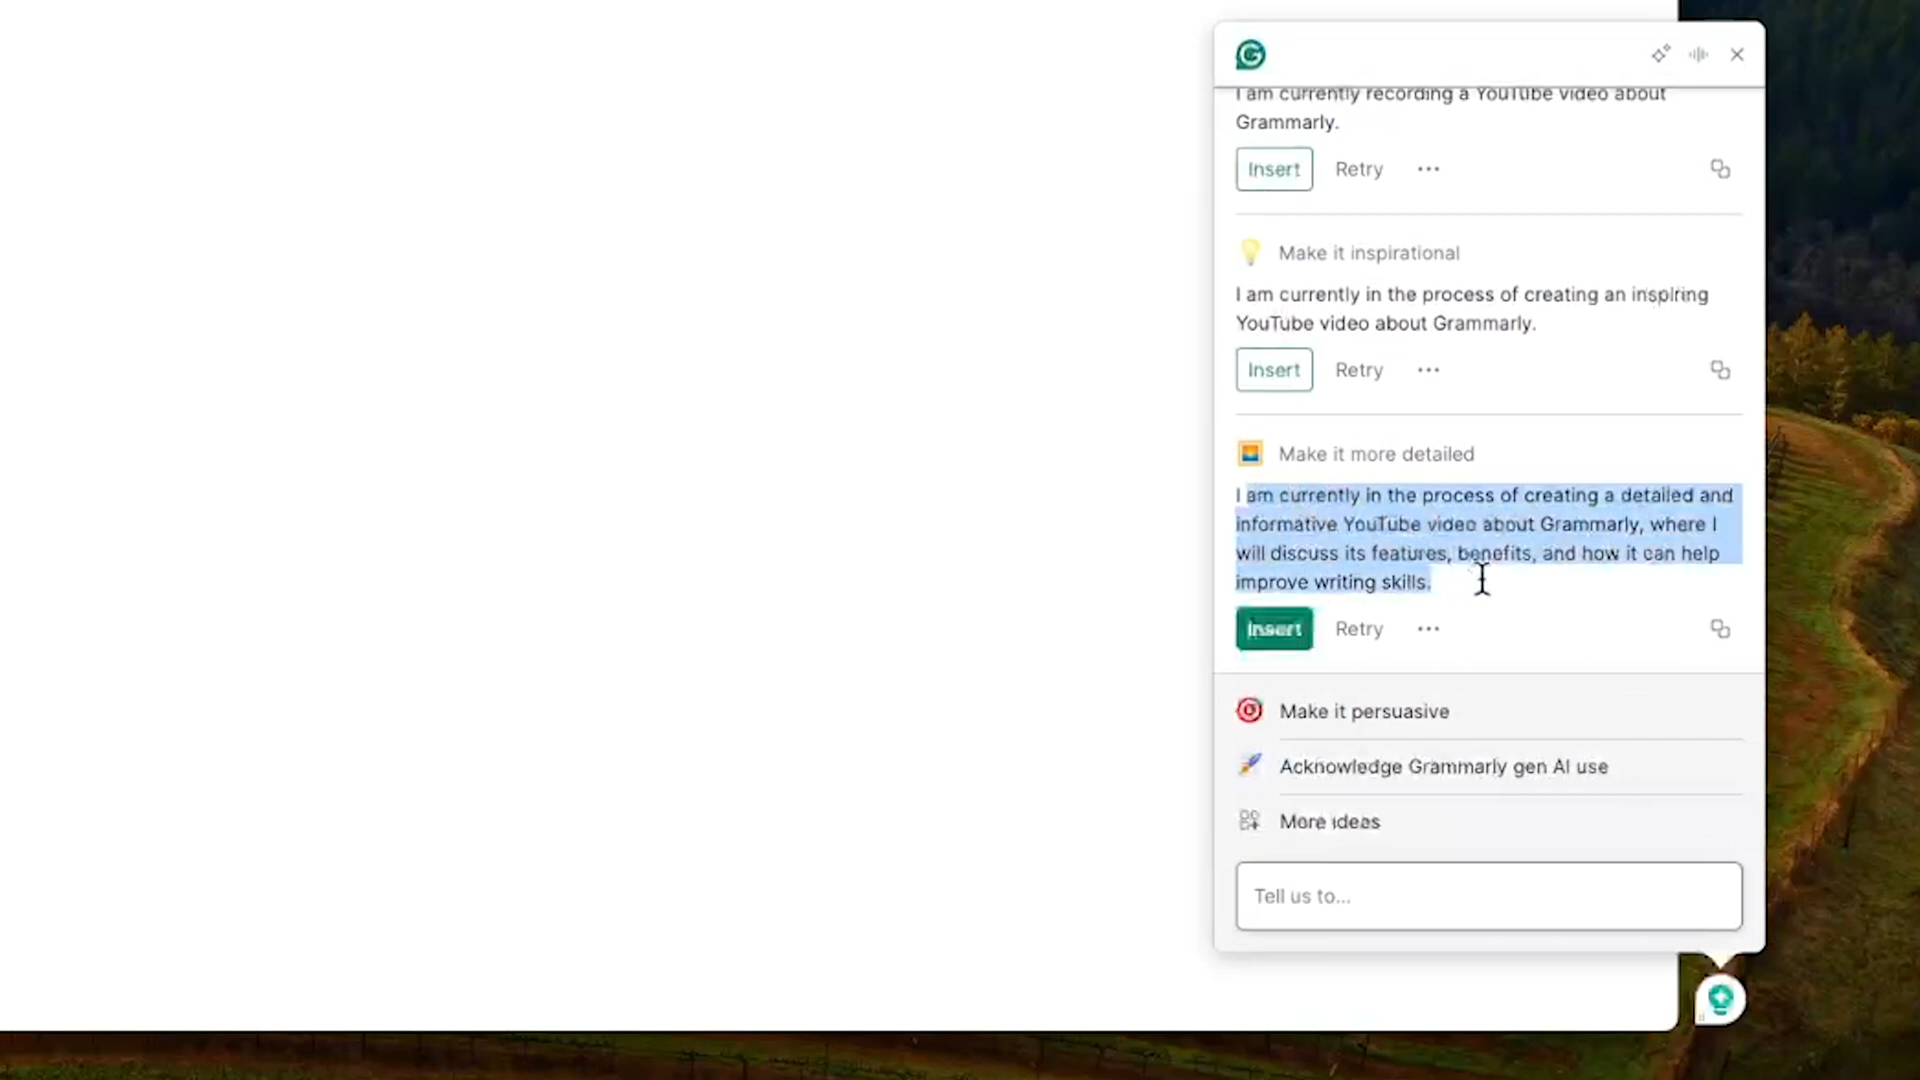 I am currently recording a YouTube video about
Grammarly.
Insert Retry
Make it inspirational
I am currently in the process of creating an inspiring
YouTube video about Grammarly.
Insert Retry
Make it more detailed
I am currently in the process of creating a detailed and
informative YouTube video about Grammarly, where I
will discuss its features, benefits, and how it can help
improve writing skills.
Insert Retry
Make it persuasive
Acknowledge Grammarly gen AI use
More ideas
Tell us to...